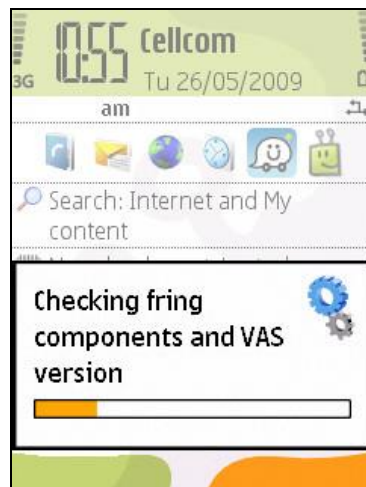 10:55
Cellcom
3G
Tu 26/05/2009
am
Search: Internet and My
content
Checking fring
components and VAS
version